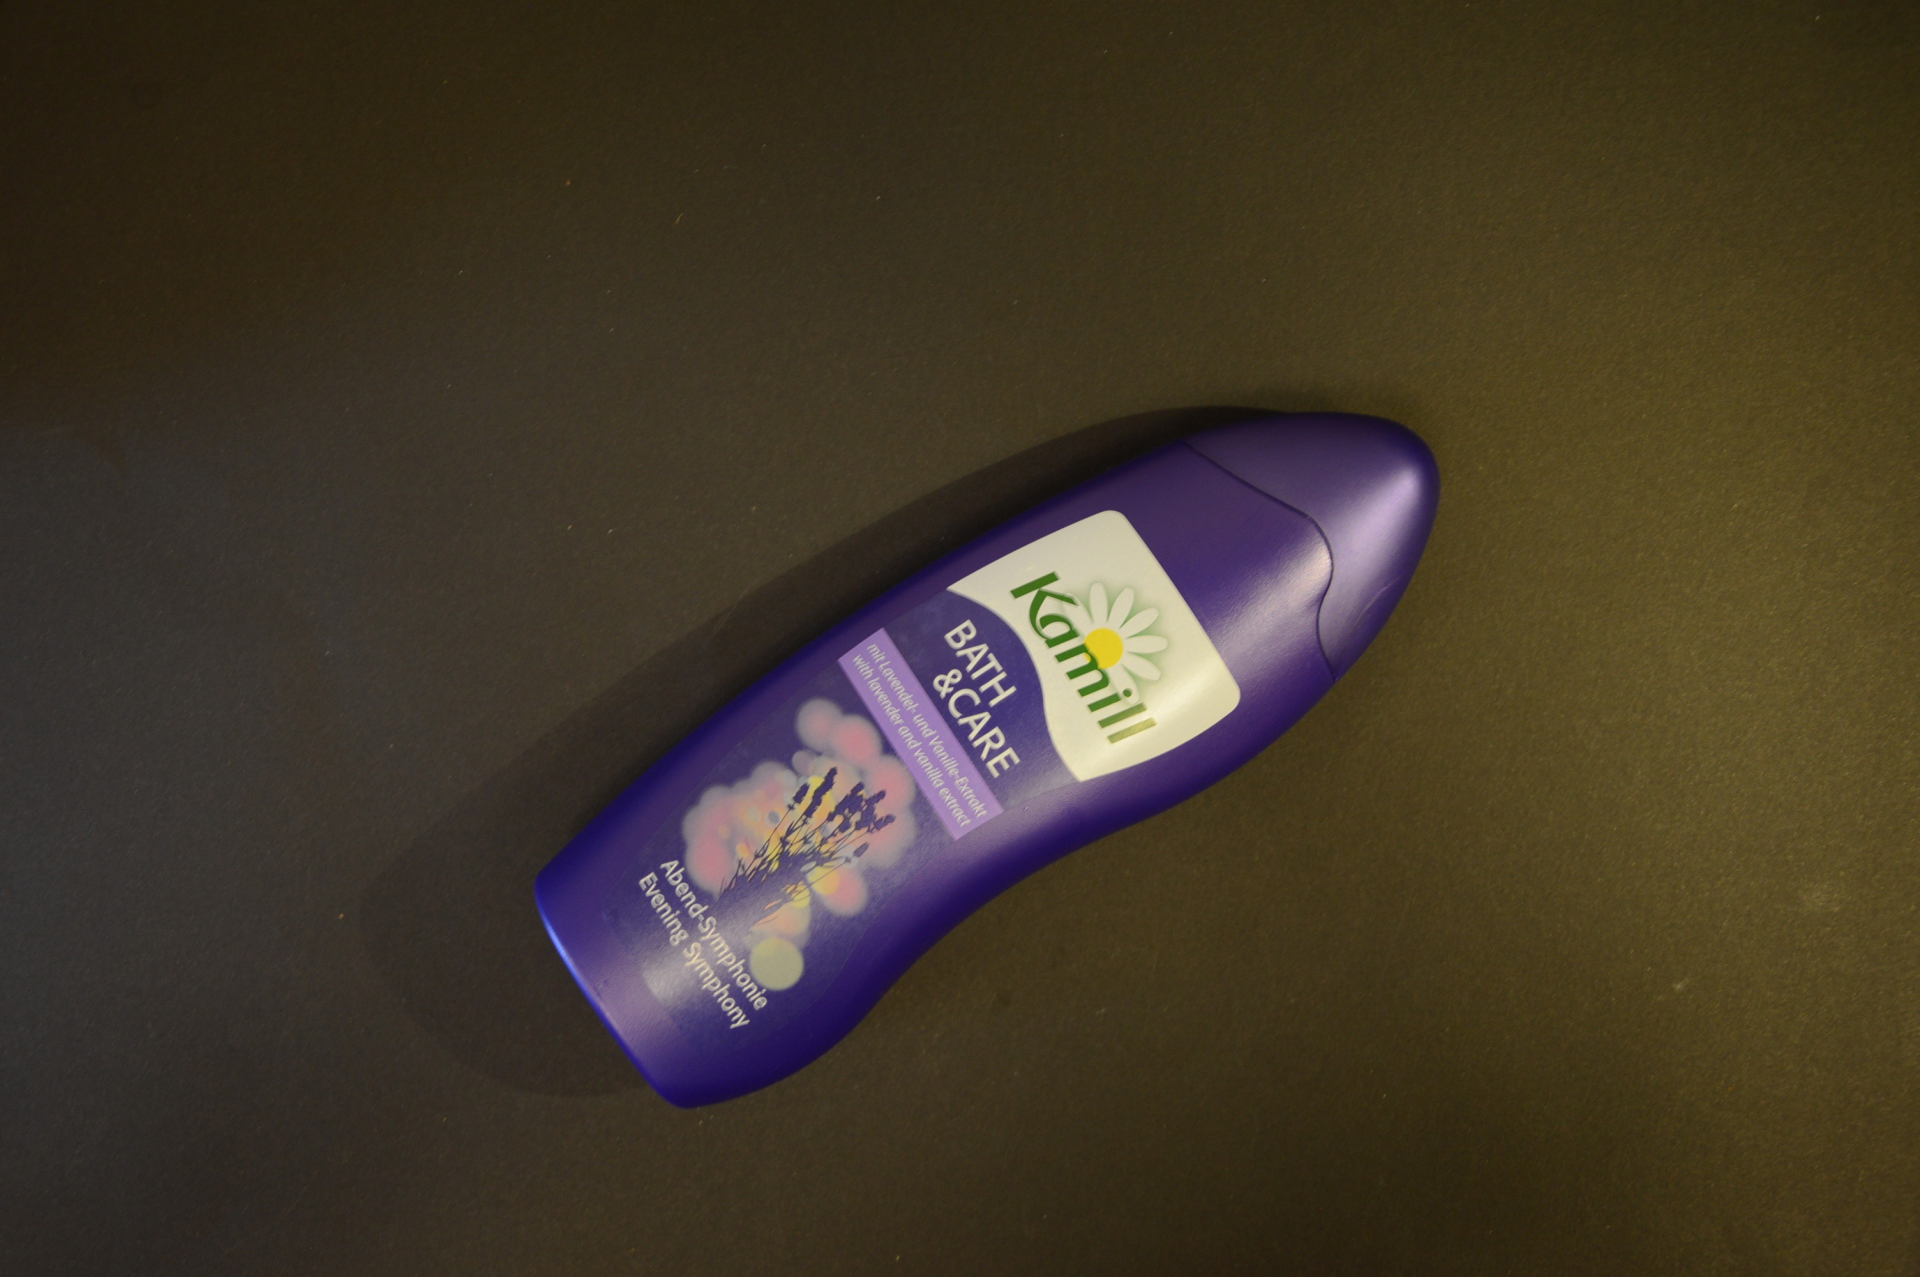 Kamill
BATH
&CARE
mit Lavendel- und Vanille-Extrakt
with lavender and vanilla extract
Abend-Symphonie
Evening Symphony